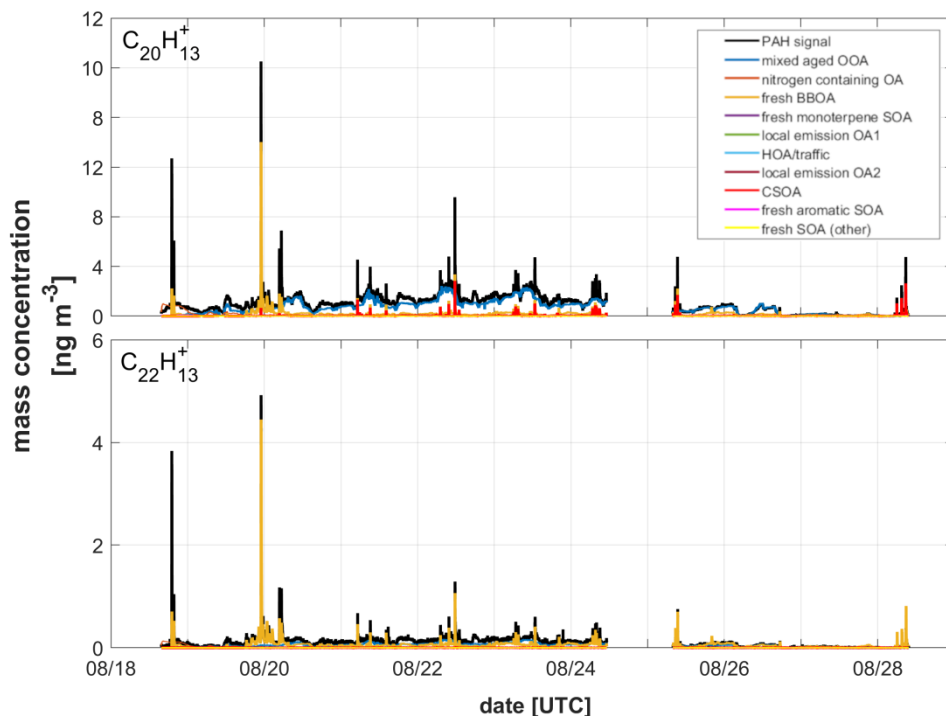 C20H13+
12
10
8
12
8
4
0
PAH signal
mixed aged OOA
nitrogen containing OA
fresh BBOA
fresh monoterpene SOA
local emission OA1
HOA/traffic
local emission OA2
CSOA
fresh aromatic SOA
fresh SOA (other)
mass concentration
[ng m-3]
C22H13+
6
4
2
0
08/18 08/20 08/22 08/24 08/26 08/28
date [UTC]